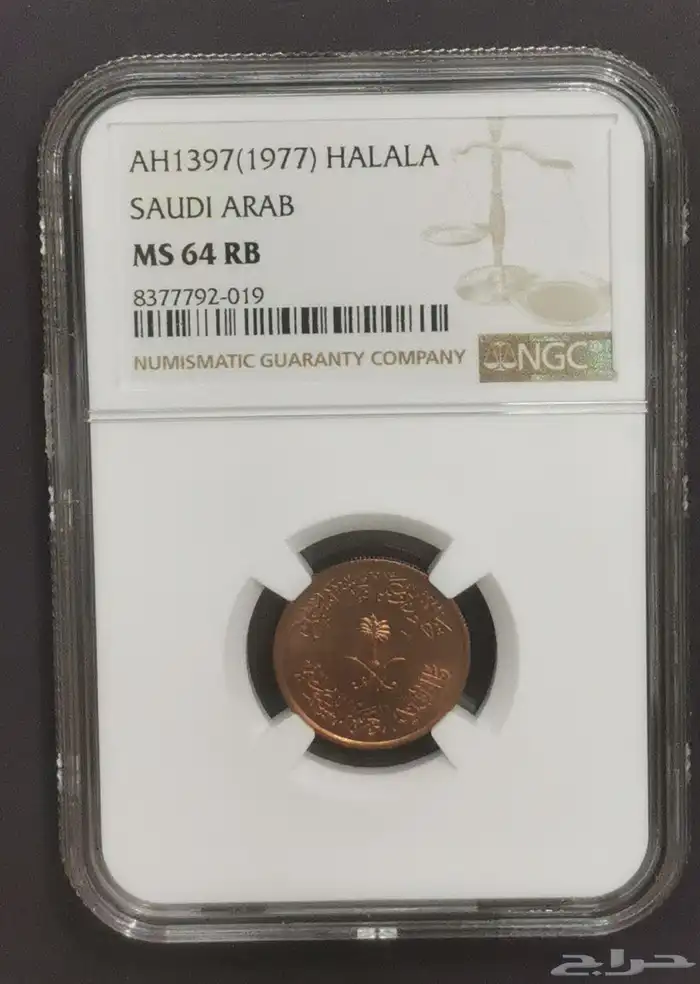 AH1397(1977) HALALA
SAUDI ARAB
MS 64 RB
8377792-019
NUMISMATIC GUARANTY COMPANY
NGC
حراج